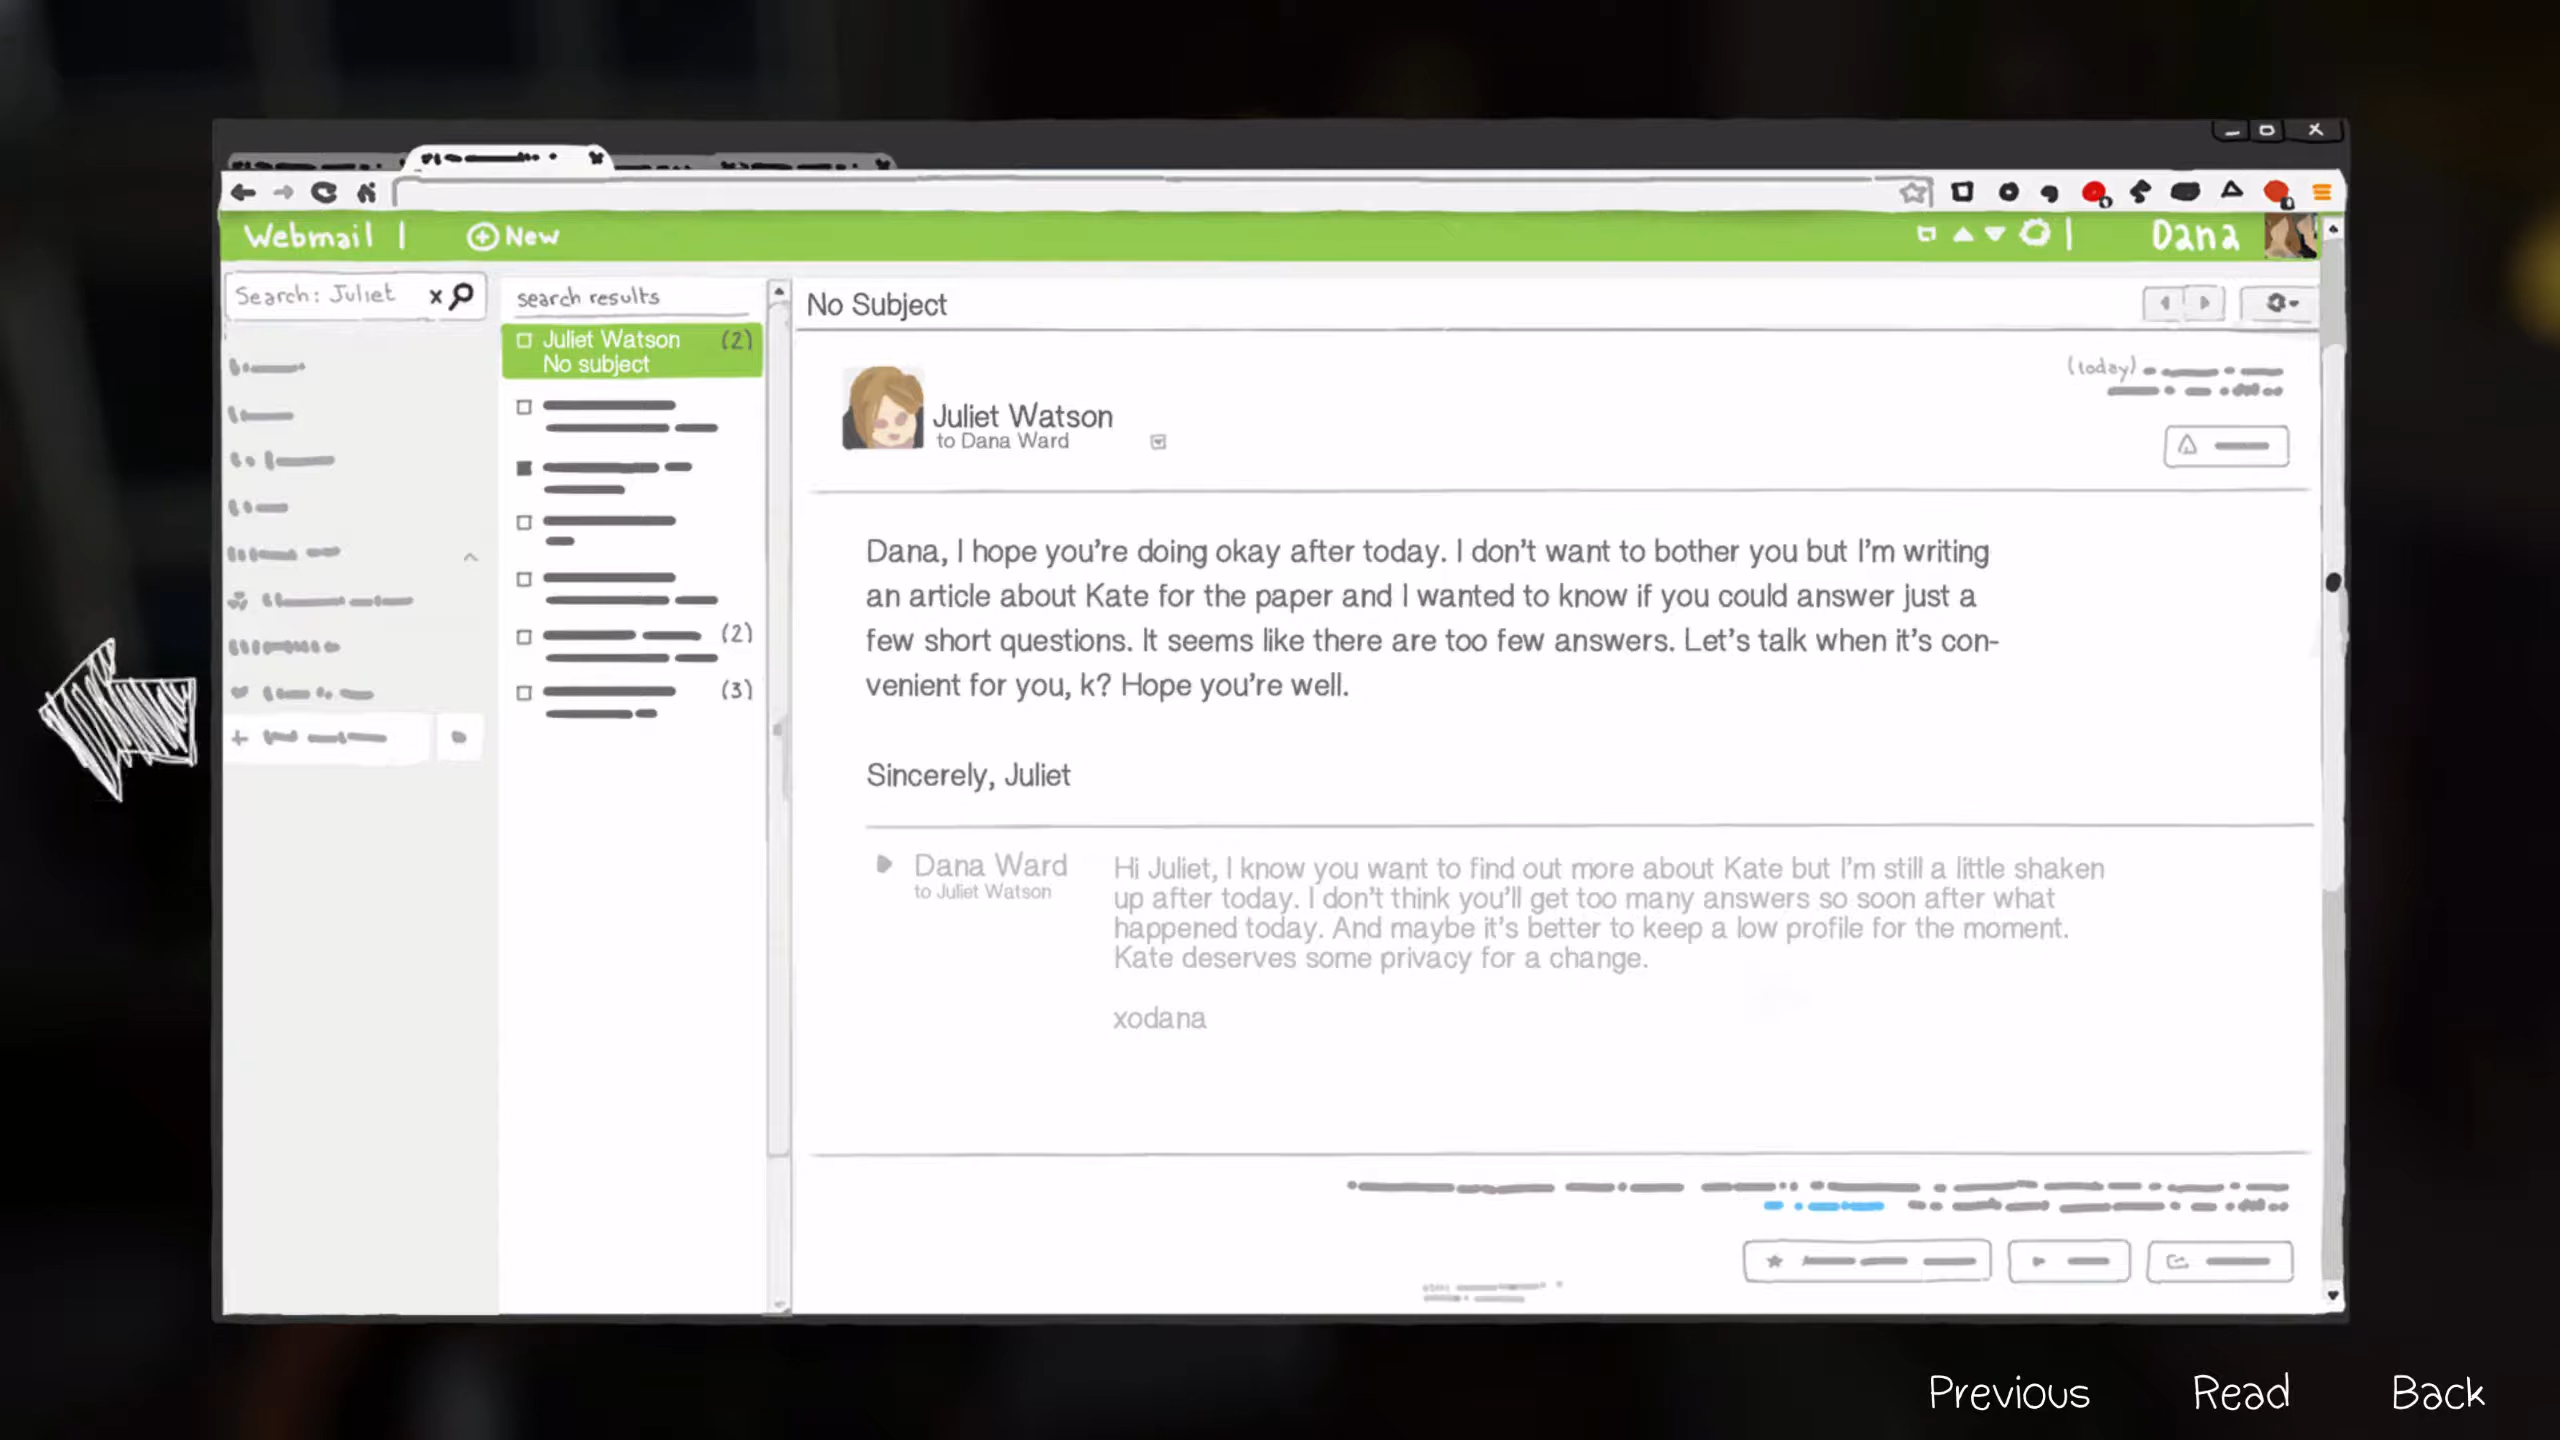 Webmail | New
Dana
Search: Juliet x
search results
Juliet Watson (2)
No subject
(2)
(3)
No Subject
(today)
Juliet Watson
to Dana Ward
Dana, I hope you're doing okay after today. I don't want to bother you but I'm writing
an article about Kate for the paper and I wanted to know if you could answer just a
few short questions. It seems like there are too few answers. Let's talk when it's con-
venient for you, k? Hope you're well.
Sincerely, Juliet
Dana Ward
to Juliet Watson
Hi Juliet, I know you want to find out more about Kate but I'm still a little shaken
up after today. I don't think you'll get too many answers so soon after what
happened today. And maybe it's better to keep a low profile for the moment.
Kate deserves some privacy for a change.
xodana
Previous Read Back